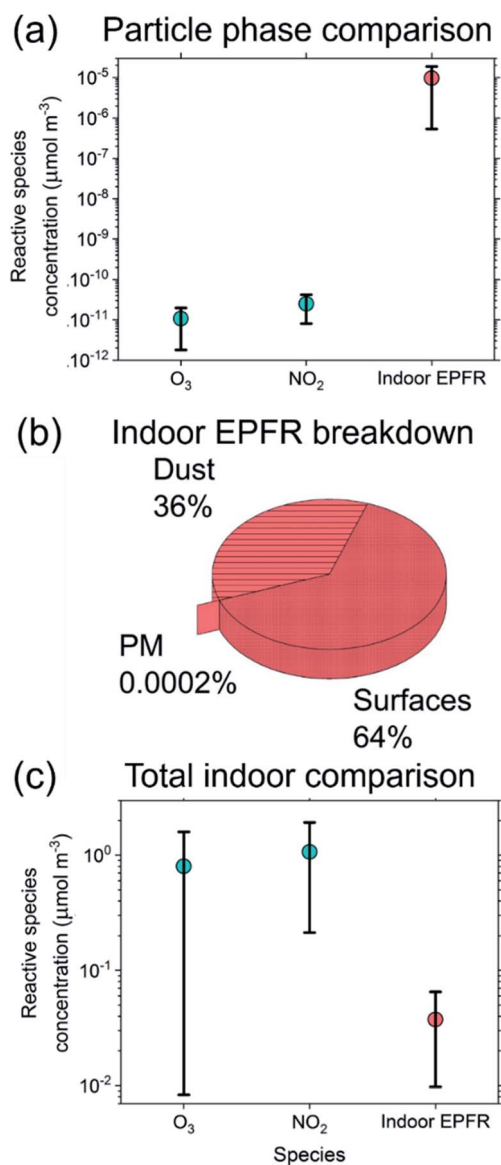 (a) Particle phase comparison
Reactive species
concentration (μmol m⁻³)
10⁻⁵
10⁻⁶
10⁻⁷
10⁻⁸
10⁻⁹
.10⁻¹⁰
.10⁻¹¹
.10⁻¹²
O₃ NO₂ Indoor EPFR
(b) Indoor EPFR breakdown
Dust
36%
PM
0.0002%
Surfaces
64%
(c) Total indoor comparison
Reactive species
concentration (μmol m⁻³)
10⁰
10⁻¹
10⁻²
O₃ NO₂ Indoor EPFR
Species